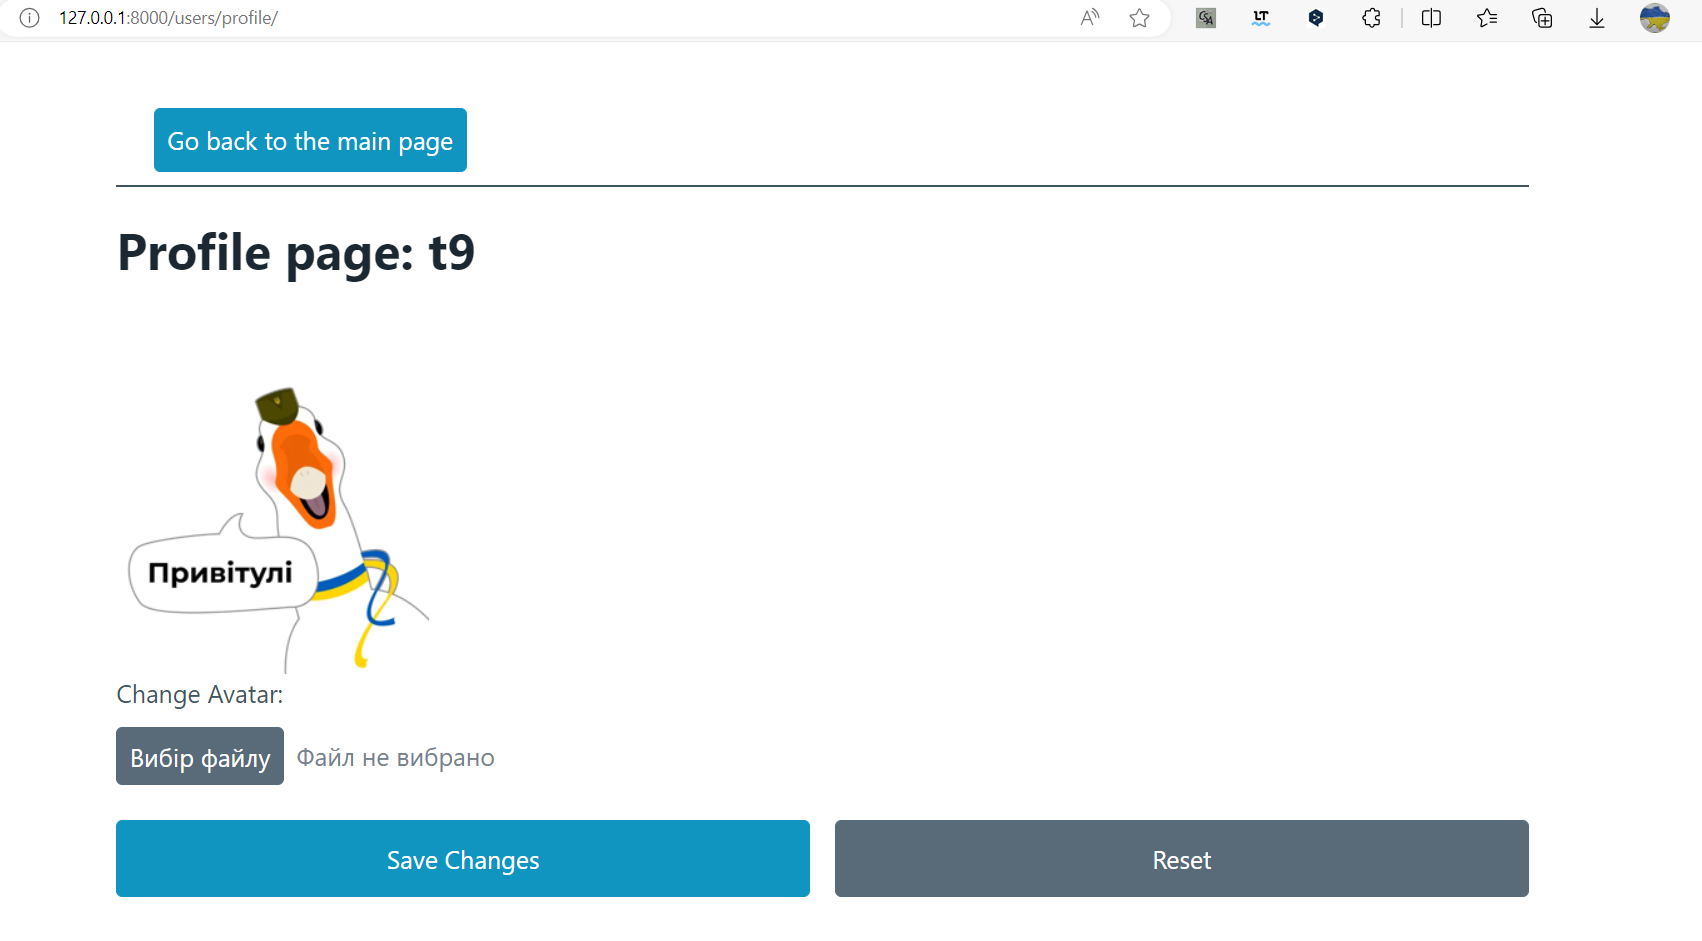 127.0.0.1:8000/users/profile/
Go back to the main page
Profile page: t9
Привітулі
Change Avatar:
Вибір файлу Файл не вибрано
Save Changes Reset